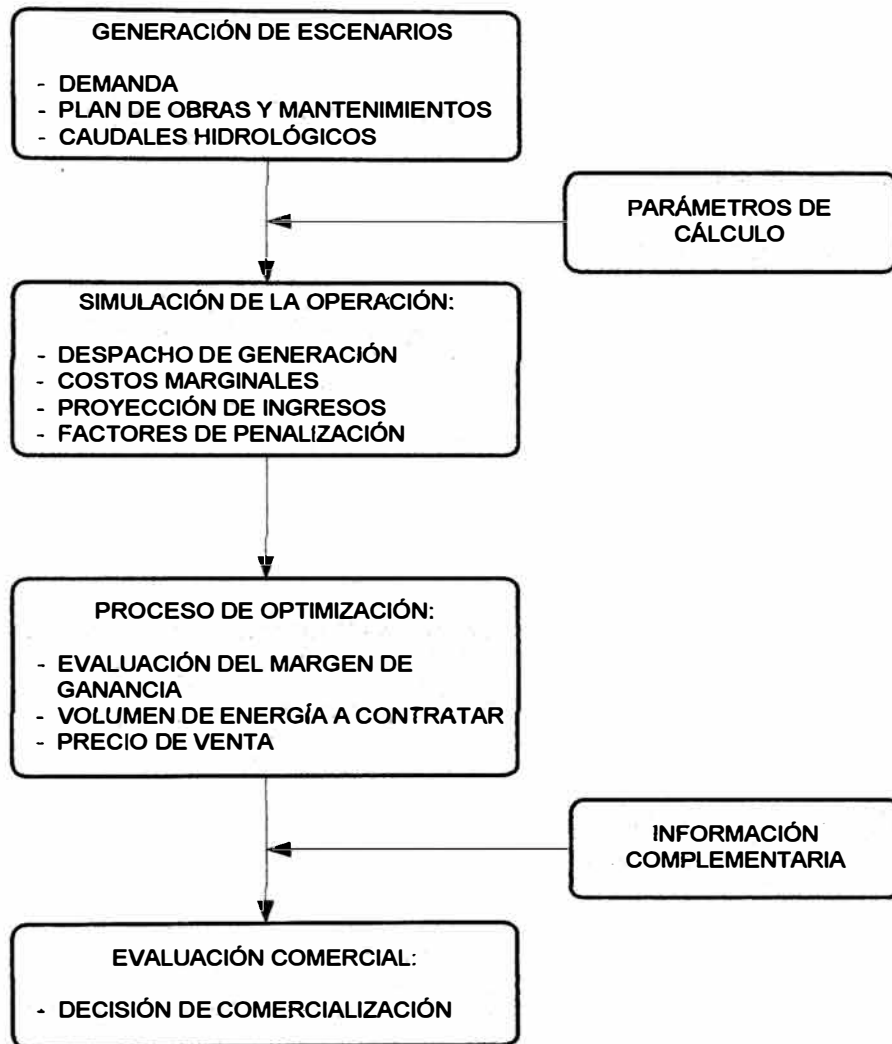 GENERACIÓN DE ESCENARIOS
- DEMANDA
- PLAN DE OBRAS Y MANTENIMIENTOS
- CAUDALES HIDROLÓGICOS
PARÁMETROS DE
CÁLCULO
SIMULACIÓN DE LA OPERACIÓN:
- DESPACHO DE GENERACIÓN
- COSTOS MARGINALES
- PROYECCIÓN DE INGRESOS
- FACTORES DE PENALIZACIÓN
PROCESO DE OPTIMIZACIÓN:
- EVALUACIÓN DEL MARGEN DE
GANANCIA
- VOLUMEN DE ENERGÍA A CONTRATAR
- PRECIO DE VENTA
INFORMACIÓN
COMPLEMENTARIA
EVALUACIÓN COMERCIAL:
- DECISIÓN DE COMERCIALIZACIÓN